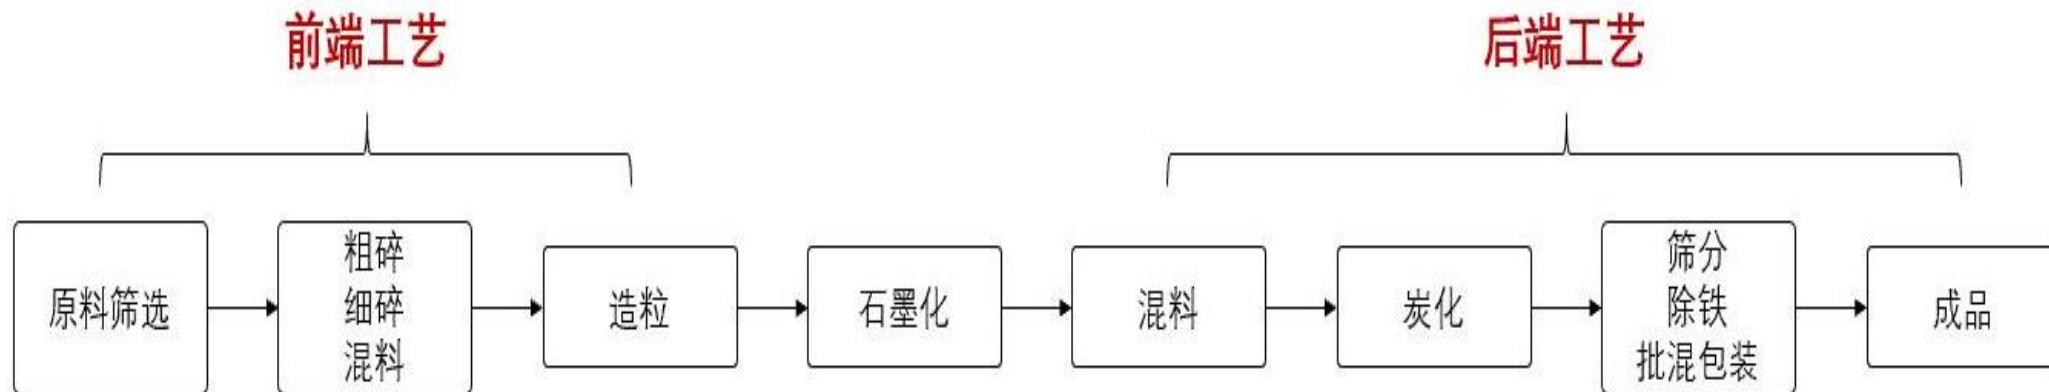 前端工艺
后端工艺
原料筛选
粗碎
细碎
混料
造粒
石墨化
混料
炭化
筛分
除铁
批混包装
成品